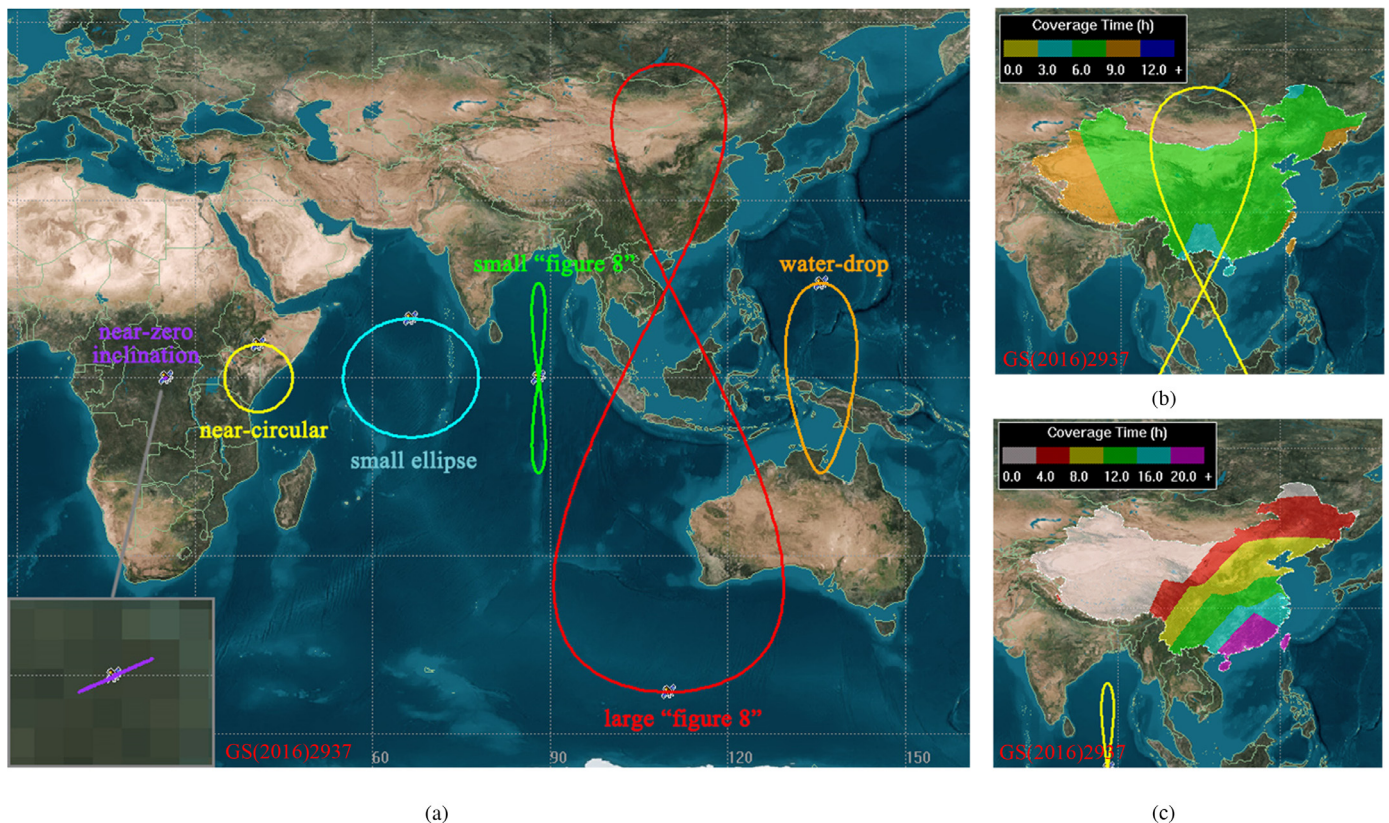 small “figure 8”
water-drop
near-zero
inclination
near-circular
small ellipse
large “figure 8”
GS(2016)2937
60
90
120
150
(a)
Coverage Time (h)
0.0 3.0 6.0 9.0 12.0 +
GS(2016)2937
(b)
Coverage Time (h)
0.0 4.0 8.0 12.0 16.0 20.0 +
GS(2016)2937
(c)